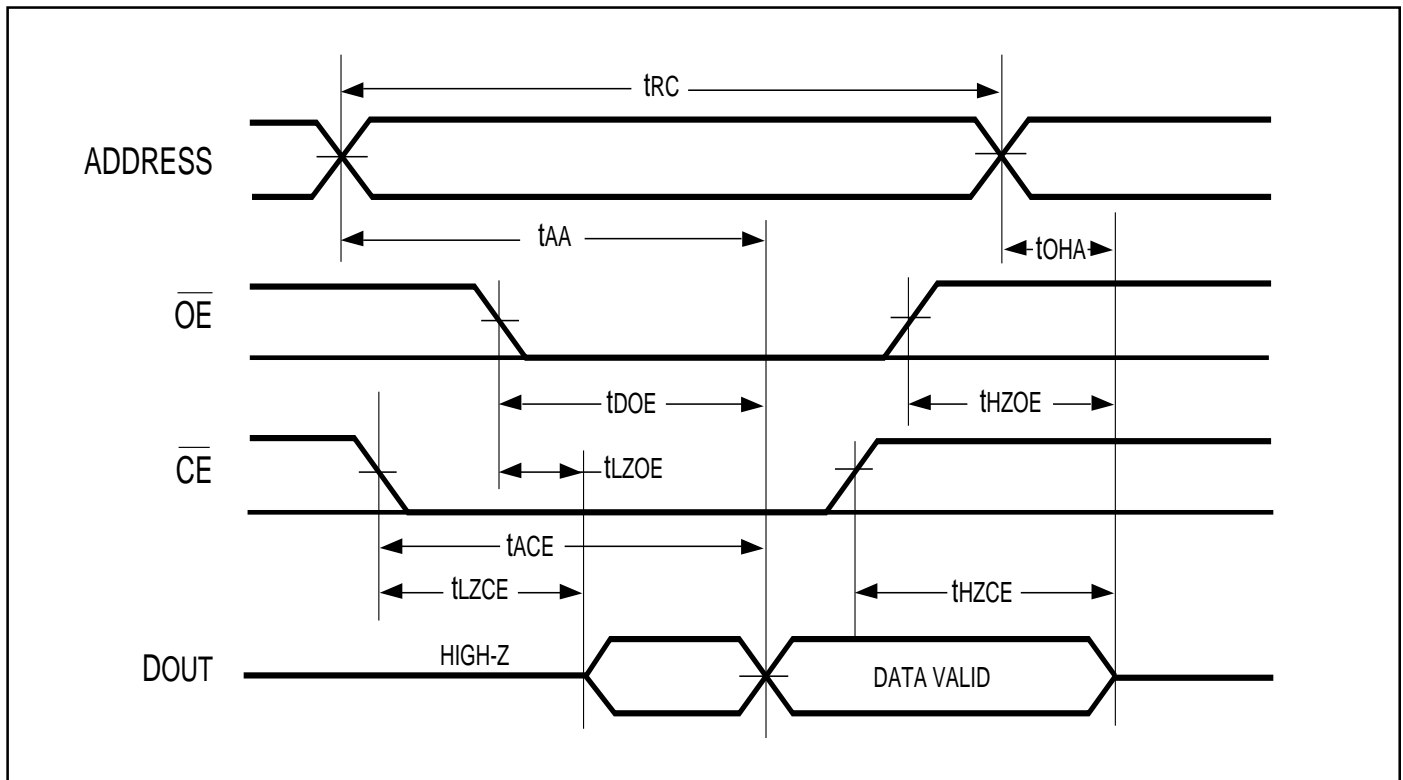 tRC
ADDRESS
tAA
tOHA
OE
tDOE
tHZOE
CE
tLZOE
tACE
tLZCE
tHZCE
HIGH-Z
DOUT
DATA VALID